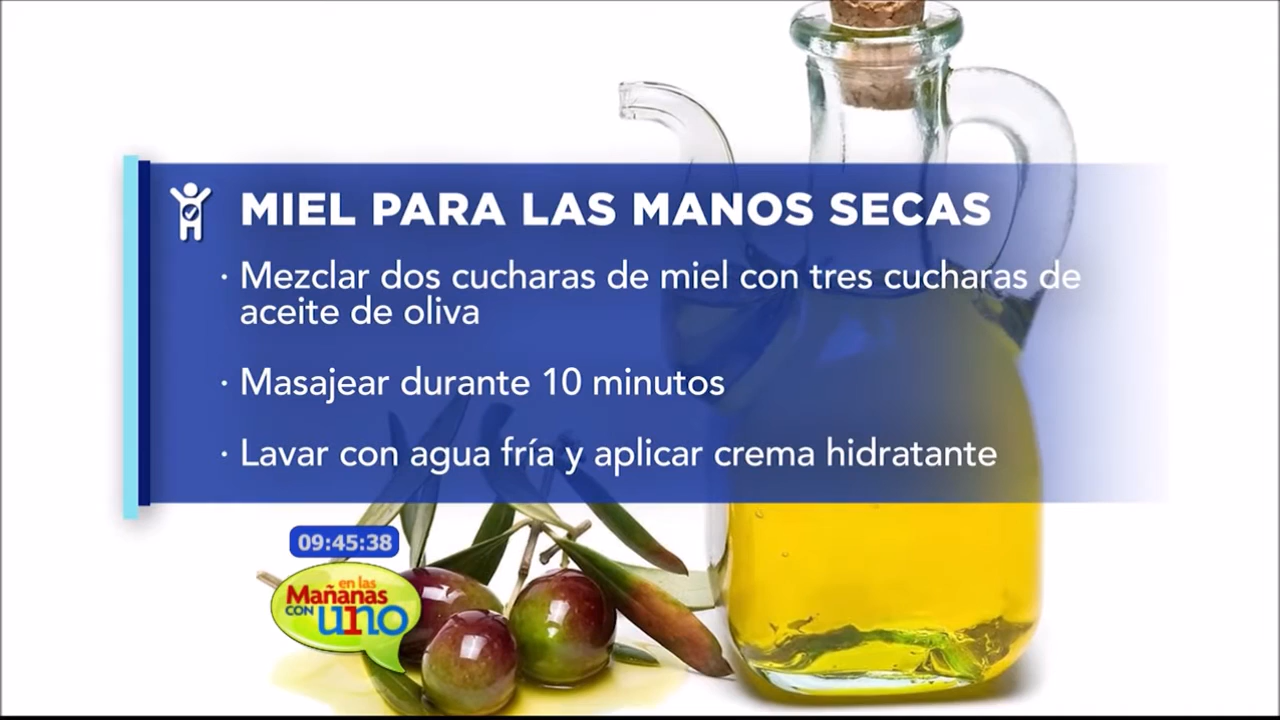 MIEL PARA LAS MANOS SECAS
· Mezclar dos cucharas de miel con tres cucharas de
aceite de oliva
· Masajear durante 10 minutos
· Lavar con agua fría y aplicar crema hidratante
09:45:38
en las
Mañanas
CON uno